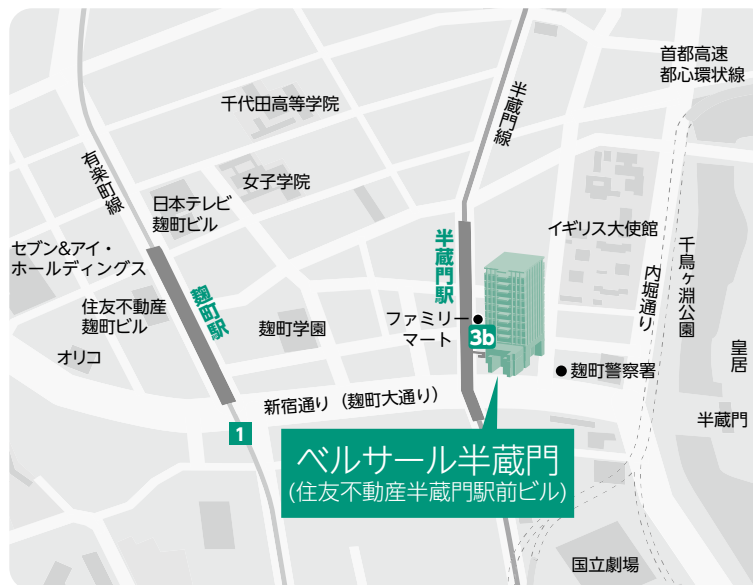 首都高速
都心環状線
千代田高等学院
半蔵門線
有楽町線
女子学院
日本テレビ
麹町ビル
イギリス大使館
セブン&アイ・
ホールディングス
半蔵門駅
千鳥ヶ淵公園
内堀通り
麹町駅
住友不動産
麹町ビル
麹町学園
ファミリー
マート
3b
皇居
オリコ
麹町警察署
新宿通り（麹町大通り）
半蔵門
1
ベルサール半蔵門
(住友不動産半蔵門駅前ビル)
国立劇場